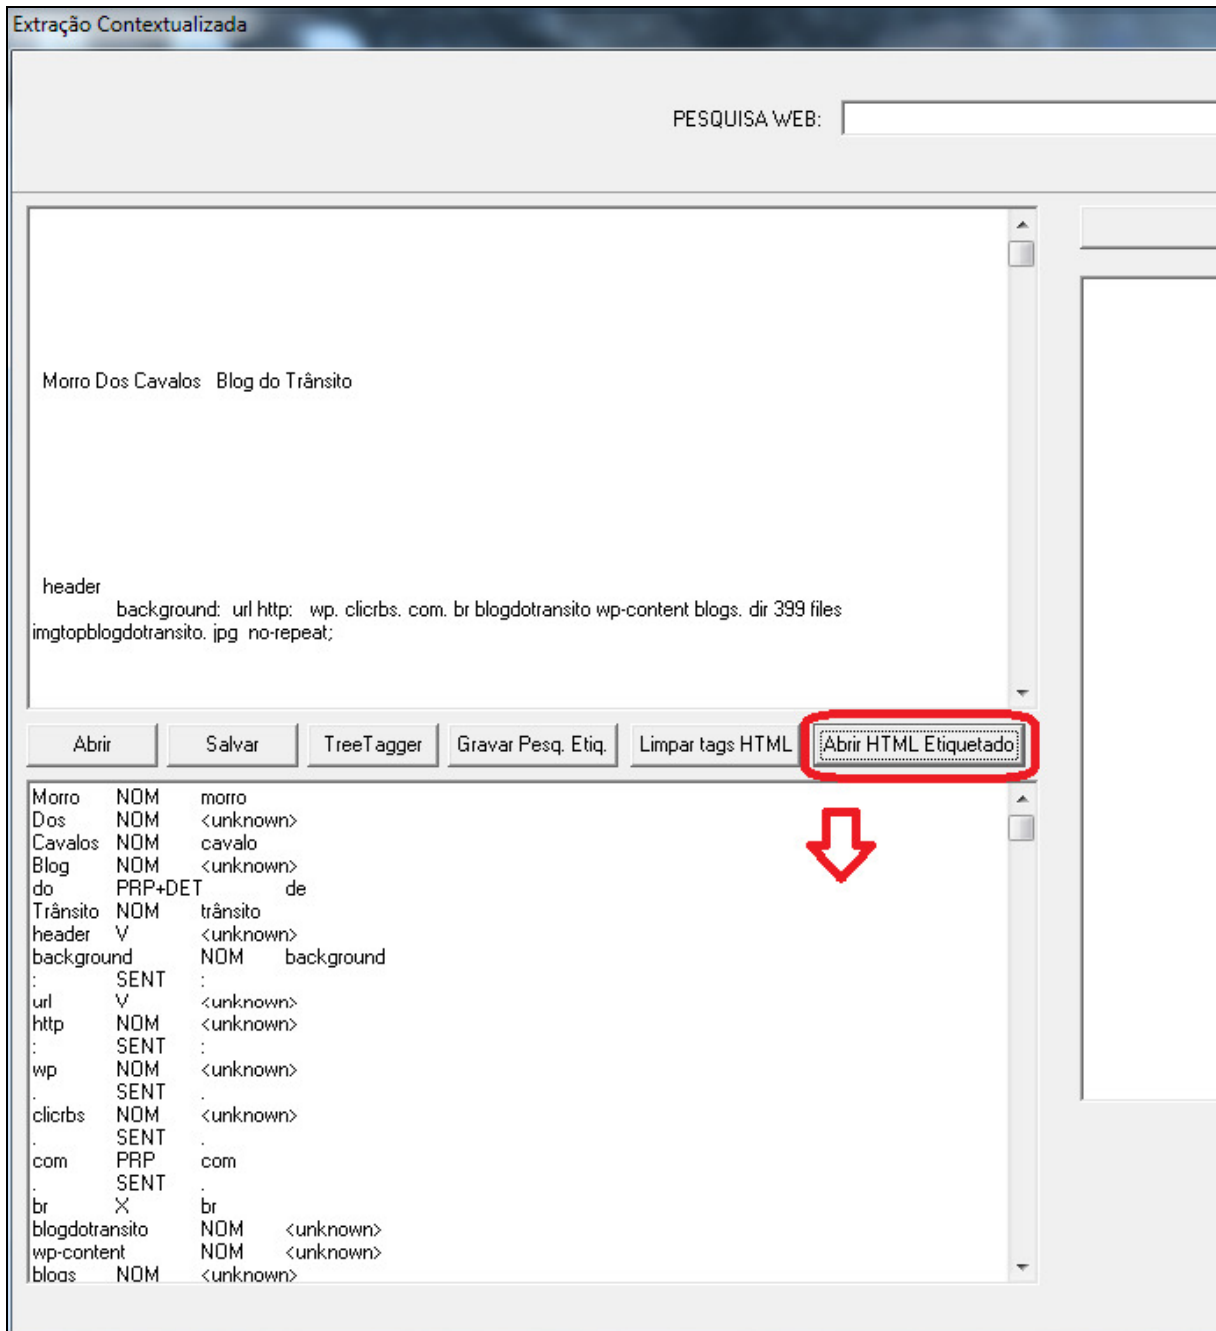 Extração Contextualizada
PESQUISA WEB:
Morro Dos Cavalos Blog do Trânsito
header
background: url http: wp. clicrbs. com. br blogdotransito wp-content blogs. dir 399 files
imgtopblogdotransito. jpg no-repeat;
Abrir Salvar TreeTagger Gravar Pesq. Etiq. Limpar tags HTML Abrir HTML Etiquetado
Morro NOM morro
Dos NOM <unknown>
Cavalos NOM cavalo
Blog NOM <unknown>
do PRP+DET de
Trânsito NOM trânsito
header V <unknown>
background NOM background
: SENT :
url V <unknown>
http NOM <unknown>
: SENT :
wp NOM <unknown>
. SENT .
clicrbs NOM <unknown>
. SENT .
com PRP com
. SENT .
br X br
blogdotransito NOM <unknown>
wp-content NOM <unknown>
blogs NOM <unknown>